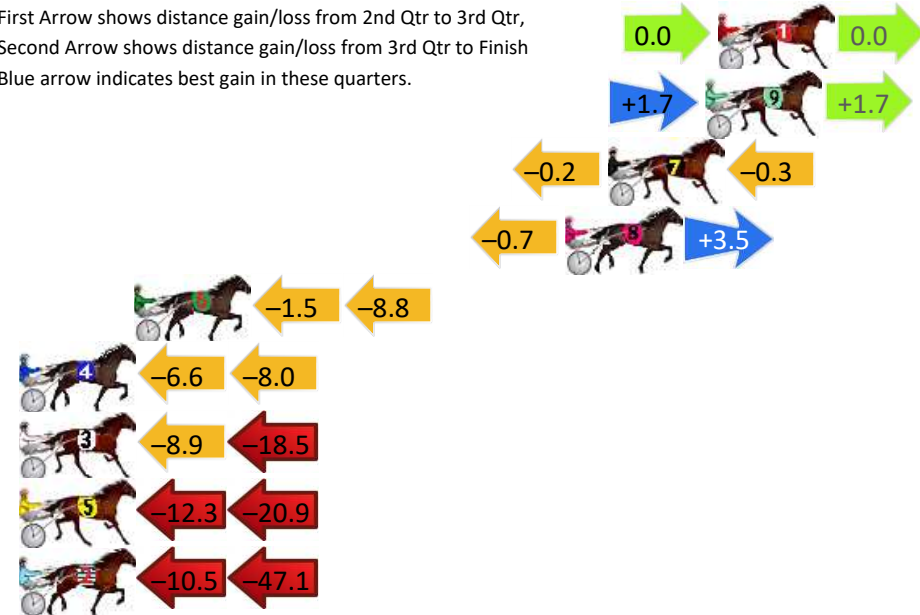 First Arrow shows distance gain/loss from 2nd Qtr to 3rd Qtr,
Second Arrow shows distance gain/loss from 3rd Qtr to Finish
Blue arrow indicates best gain in these quarters.
0.0 1 0.0
+1.7 9 +1.7
–0.2 7 –0.3
–0.7 8 +3.5
6 –1.5 –8.8
4 –6.6 –8.0
3 –8.9 –18.5
5 –12.3 –20.9
2 –10.5 –47.1